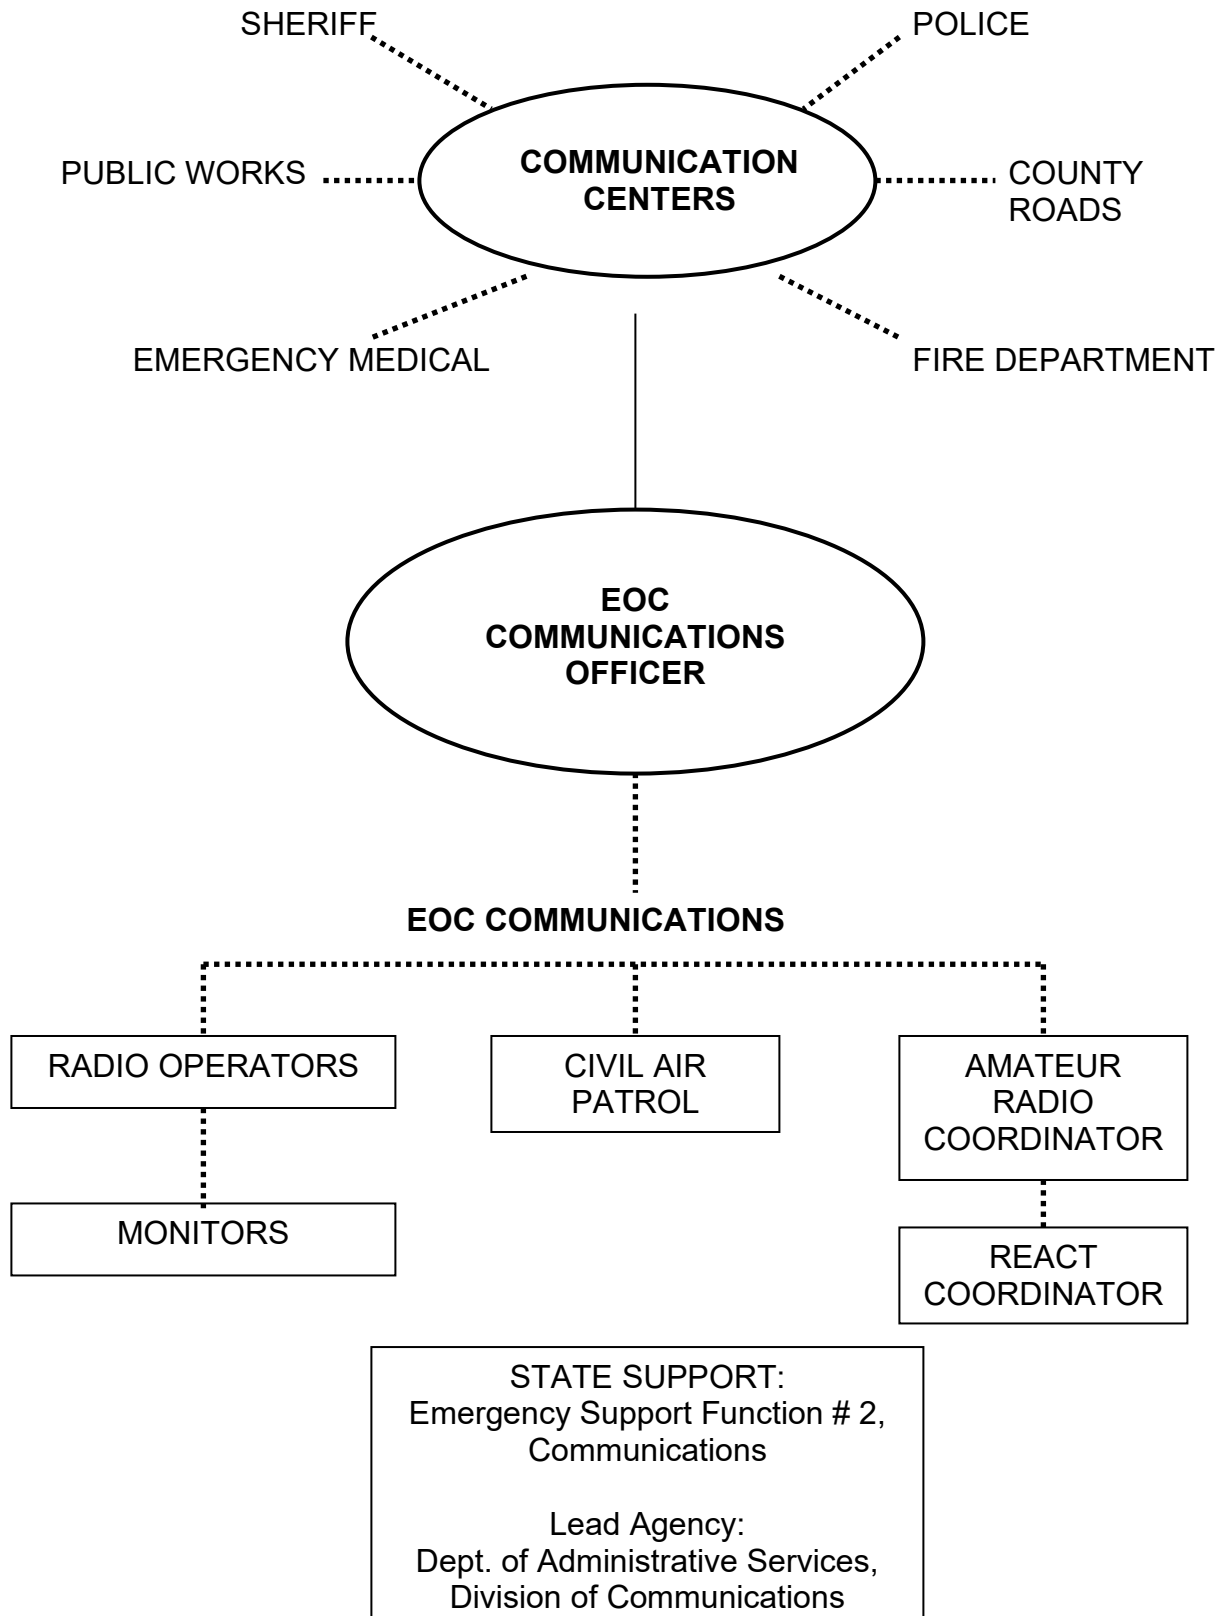 SHERIFF
POLICE
COMMUNICATION
CENTERS
PUBLIC WORKS
COUNTY
ROADS
EMERGENCY MEDICAL
FIRE DEPARTMENT
EOC
COMMUNICATIONS
OFFICER
EOC COMMUNICATIONS
RADIO OPERATORS
CIVIL AIR
PATROL
AMATEUR
RADIO
COORDINATOR
MONITORS
REACT
COORDINATOR
STATE SUPPORT:
Emergency Support Function # 2,
Communications
Lead Agency:
Dept. of Administrative Services,
Division of Communications